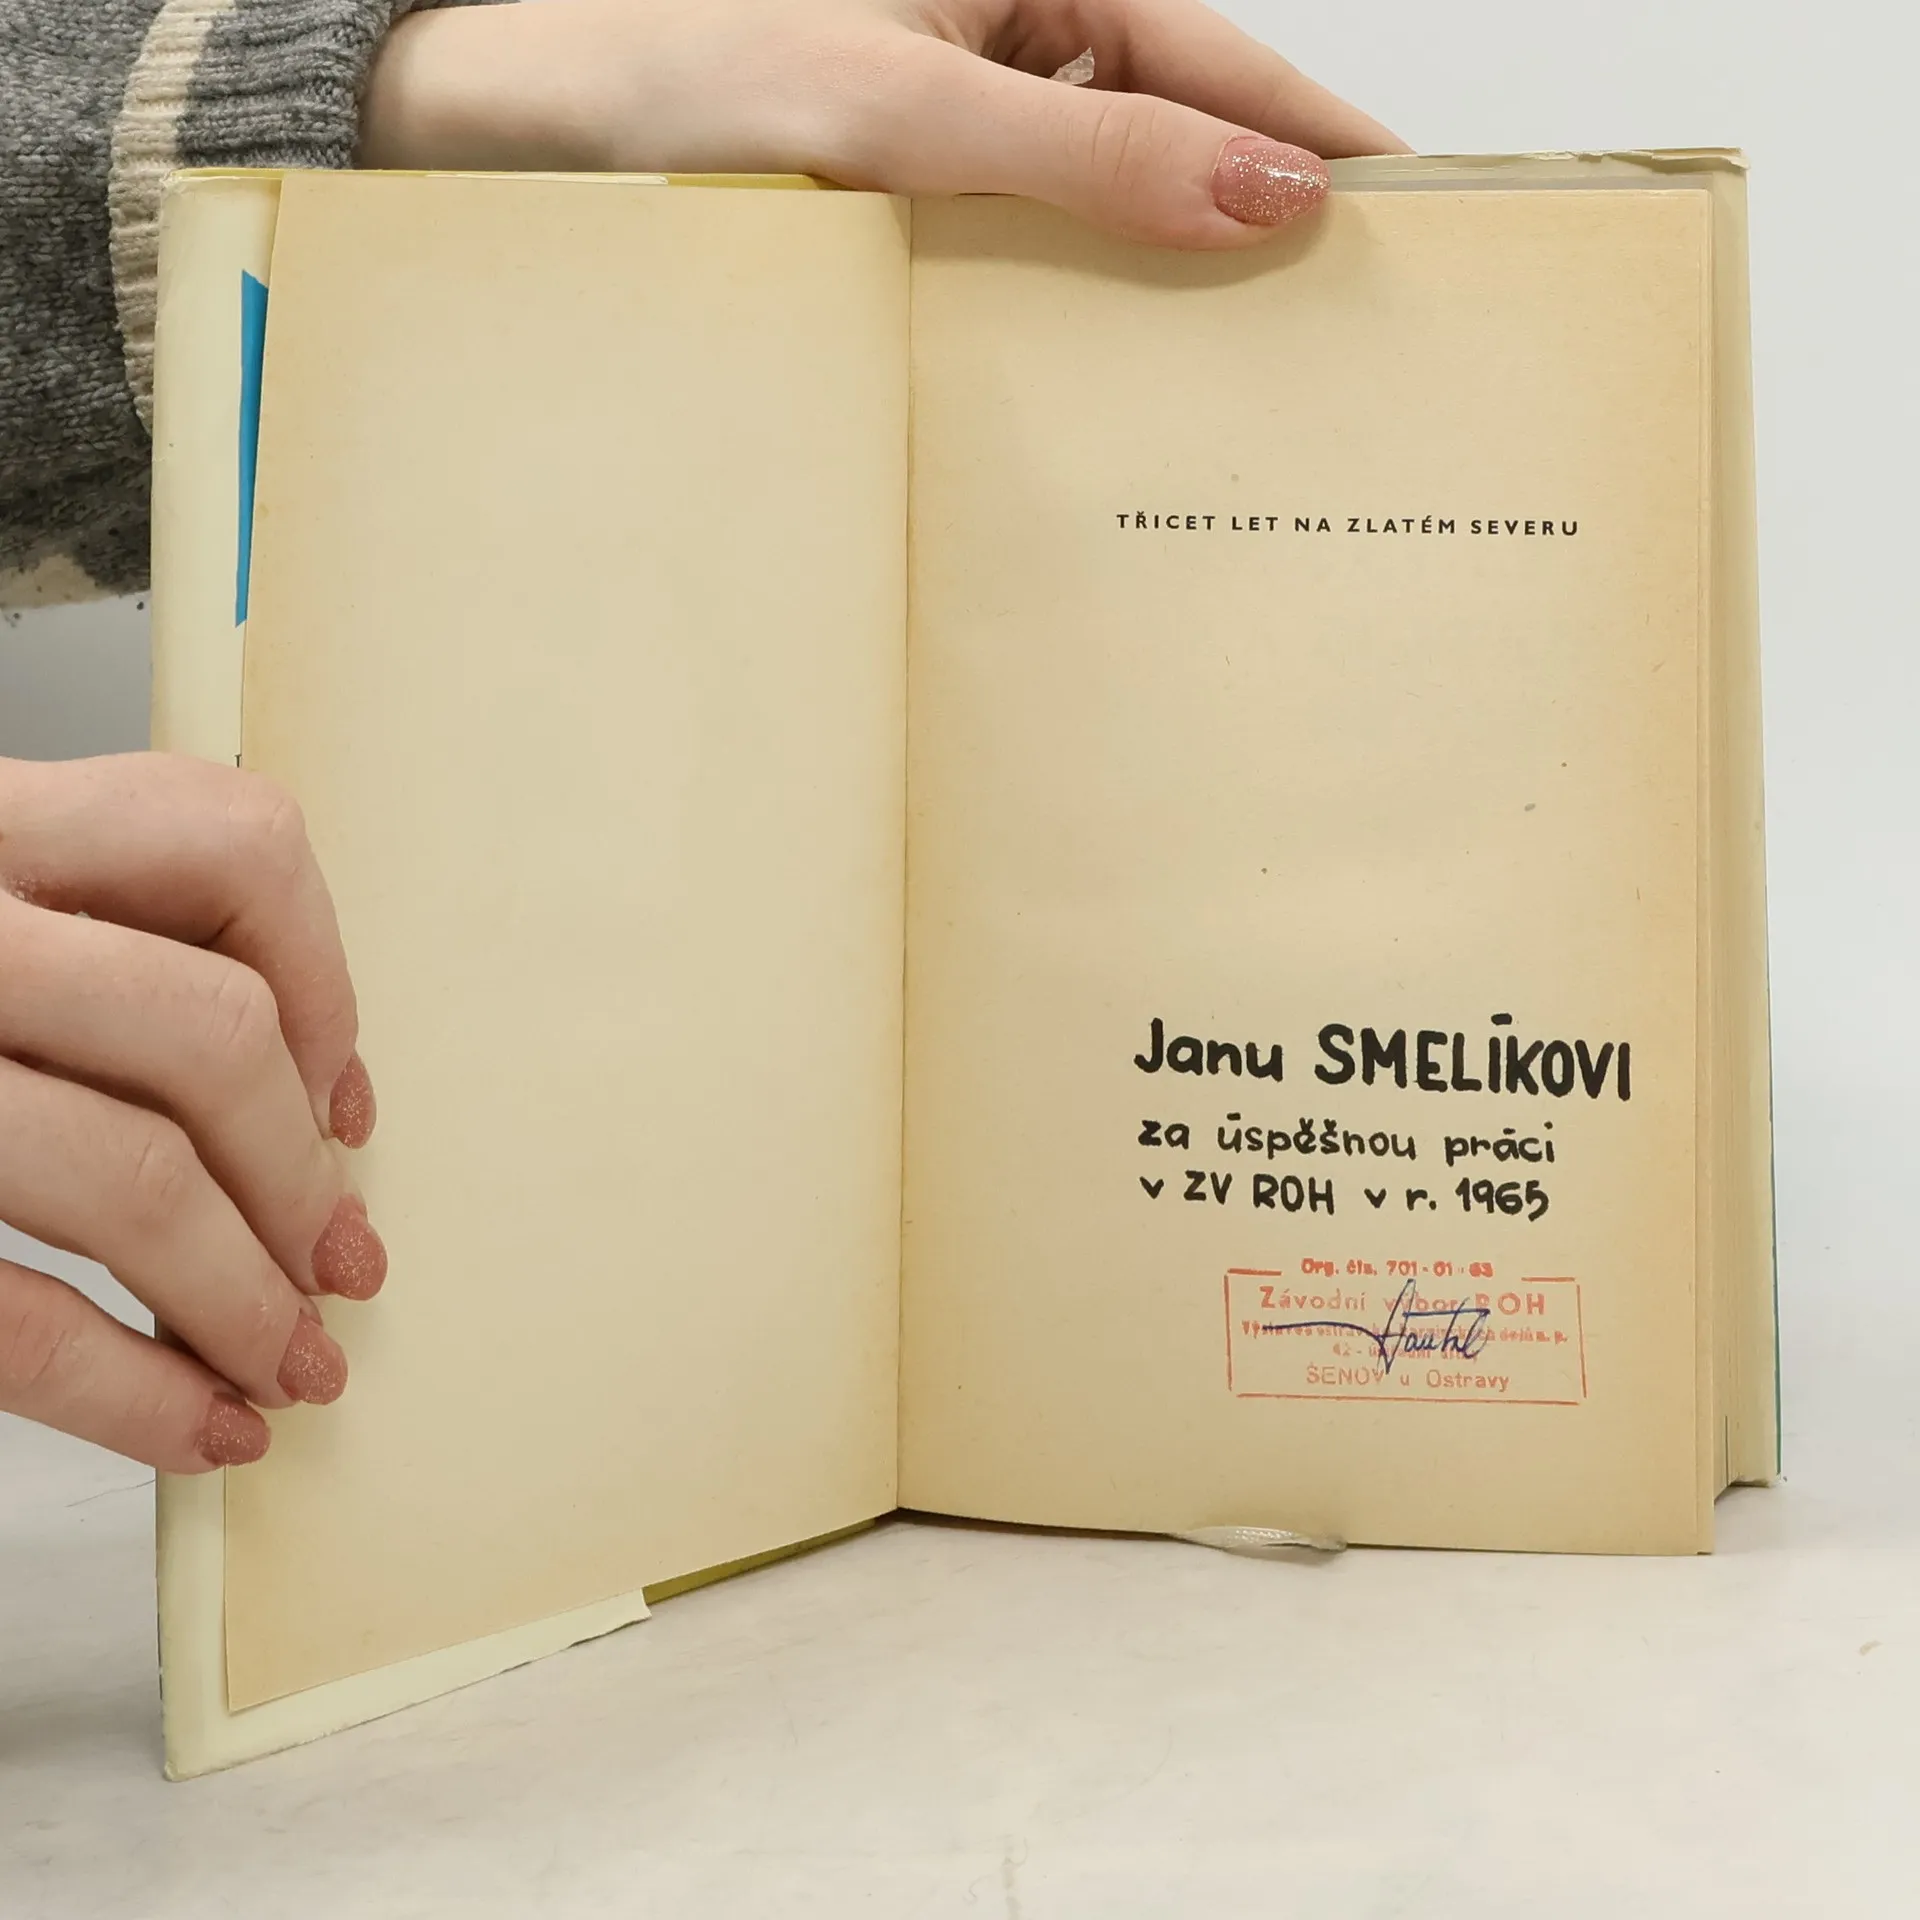 TŘICET LET NA ZLATÉM SEVERU
Janu SMELÍKOVI
za úspěšnou práci
v ZV ROH v r. 1965
Org. čís. 701-01-63
Závodní výbor ROH
ŠENOV u Ostravy